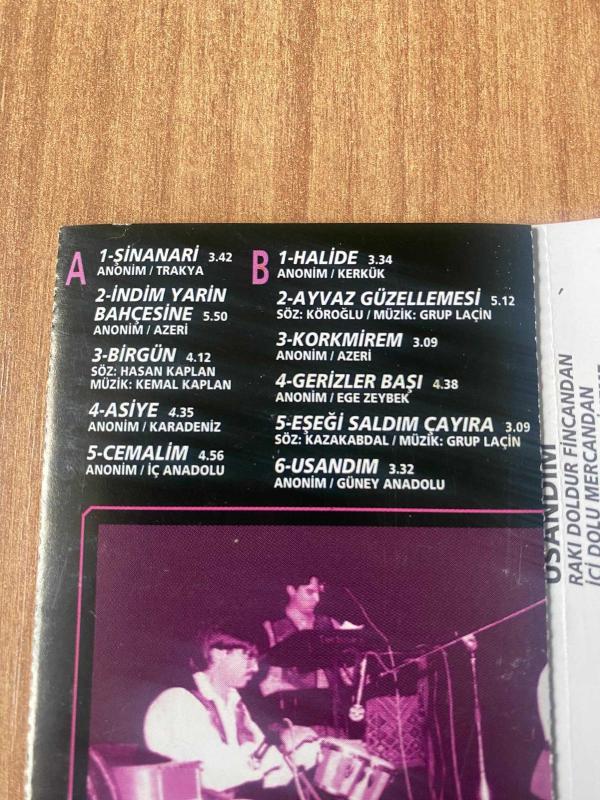 A
1-ŞİNANARİ 3.42
ANONİM / TRAKYA
2-İNDİM YARİN
BAHÇESİNE 5.50
ANONİM / AZERİ
3-BİRGÜN 4.12
SÖZ: HASAN KAPLAN
MÜZİK: KEMAL KAPLAN
4-ASİYE 4.35
ANONİM / KARADENİZ
5-CEMALİM 4.56
ANONİM / İÇ ANADOLU
B
1-HALİDE 3.34
ANONİM / KERKÜK
2-AYVAZ GÜZELLEMESİ 5.12
SÖZ: KÖROĞLU / MÜZİK: GRUP LAÇİN
3-KORKMİREM 3.09
ANONİM / AZERİ
4-GERİZLER BAŞI 4.38
ANONİM / EGE ZEYBEK
5-EŞEĞİ SALDIM ÇAYIRA 3.09
SÖZ: KAZAKABDAL / MÜZİK: GRUP LAÇİN
6-USANDIM 3.32
ANONİM / GÜNEY ANADOLU
USANDIM
RAKI DOLDUR FİNCANDAN
İÇİ DOLU MERCANDAN